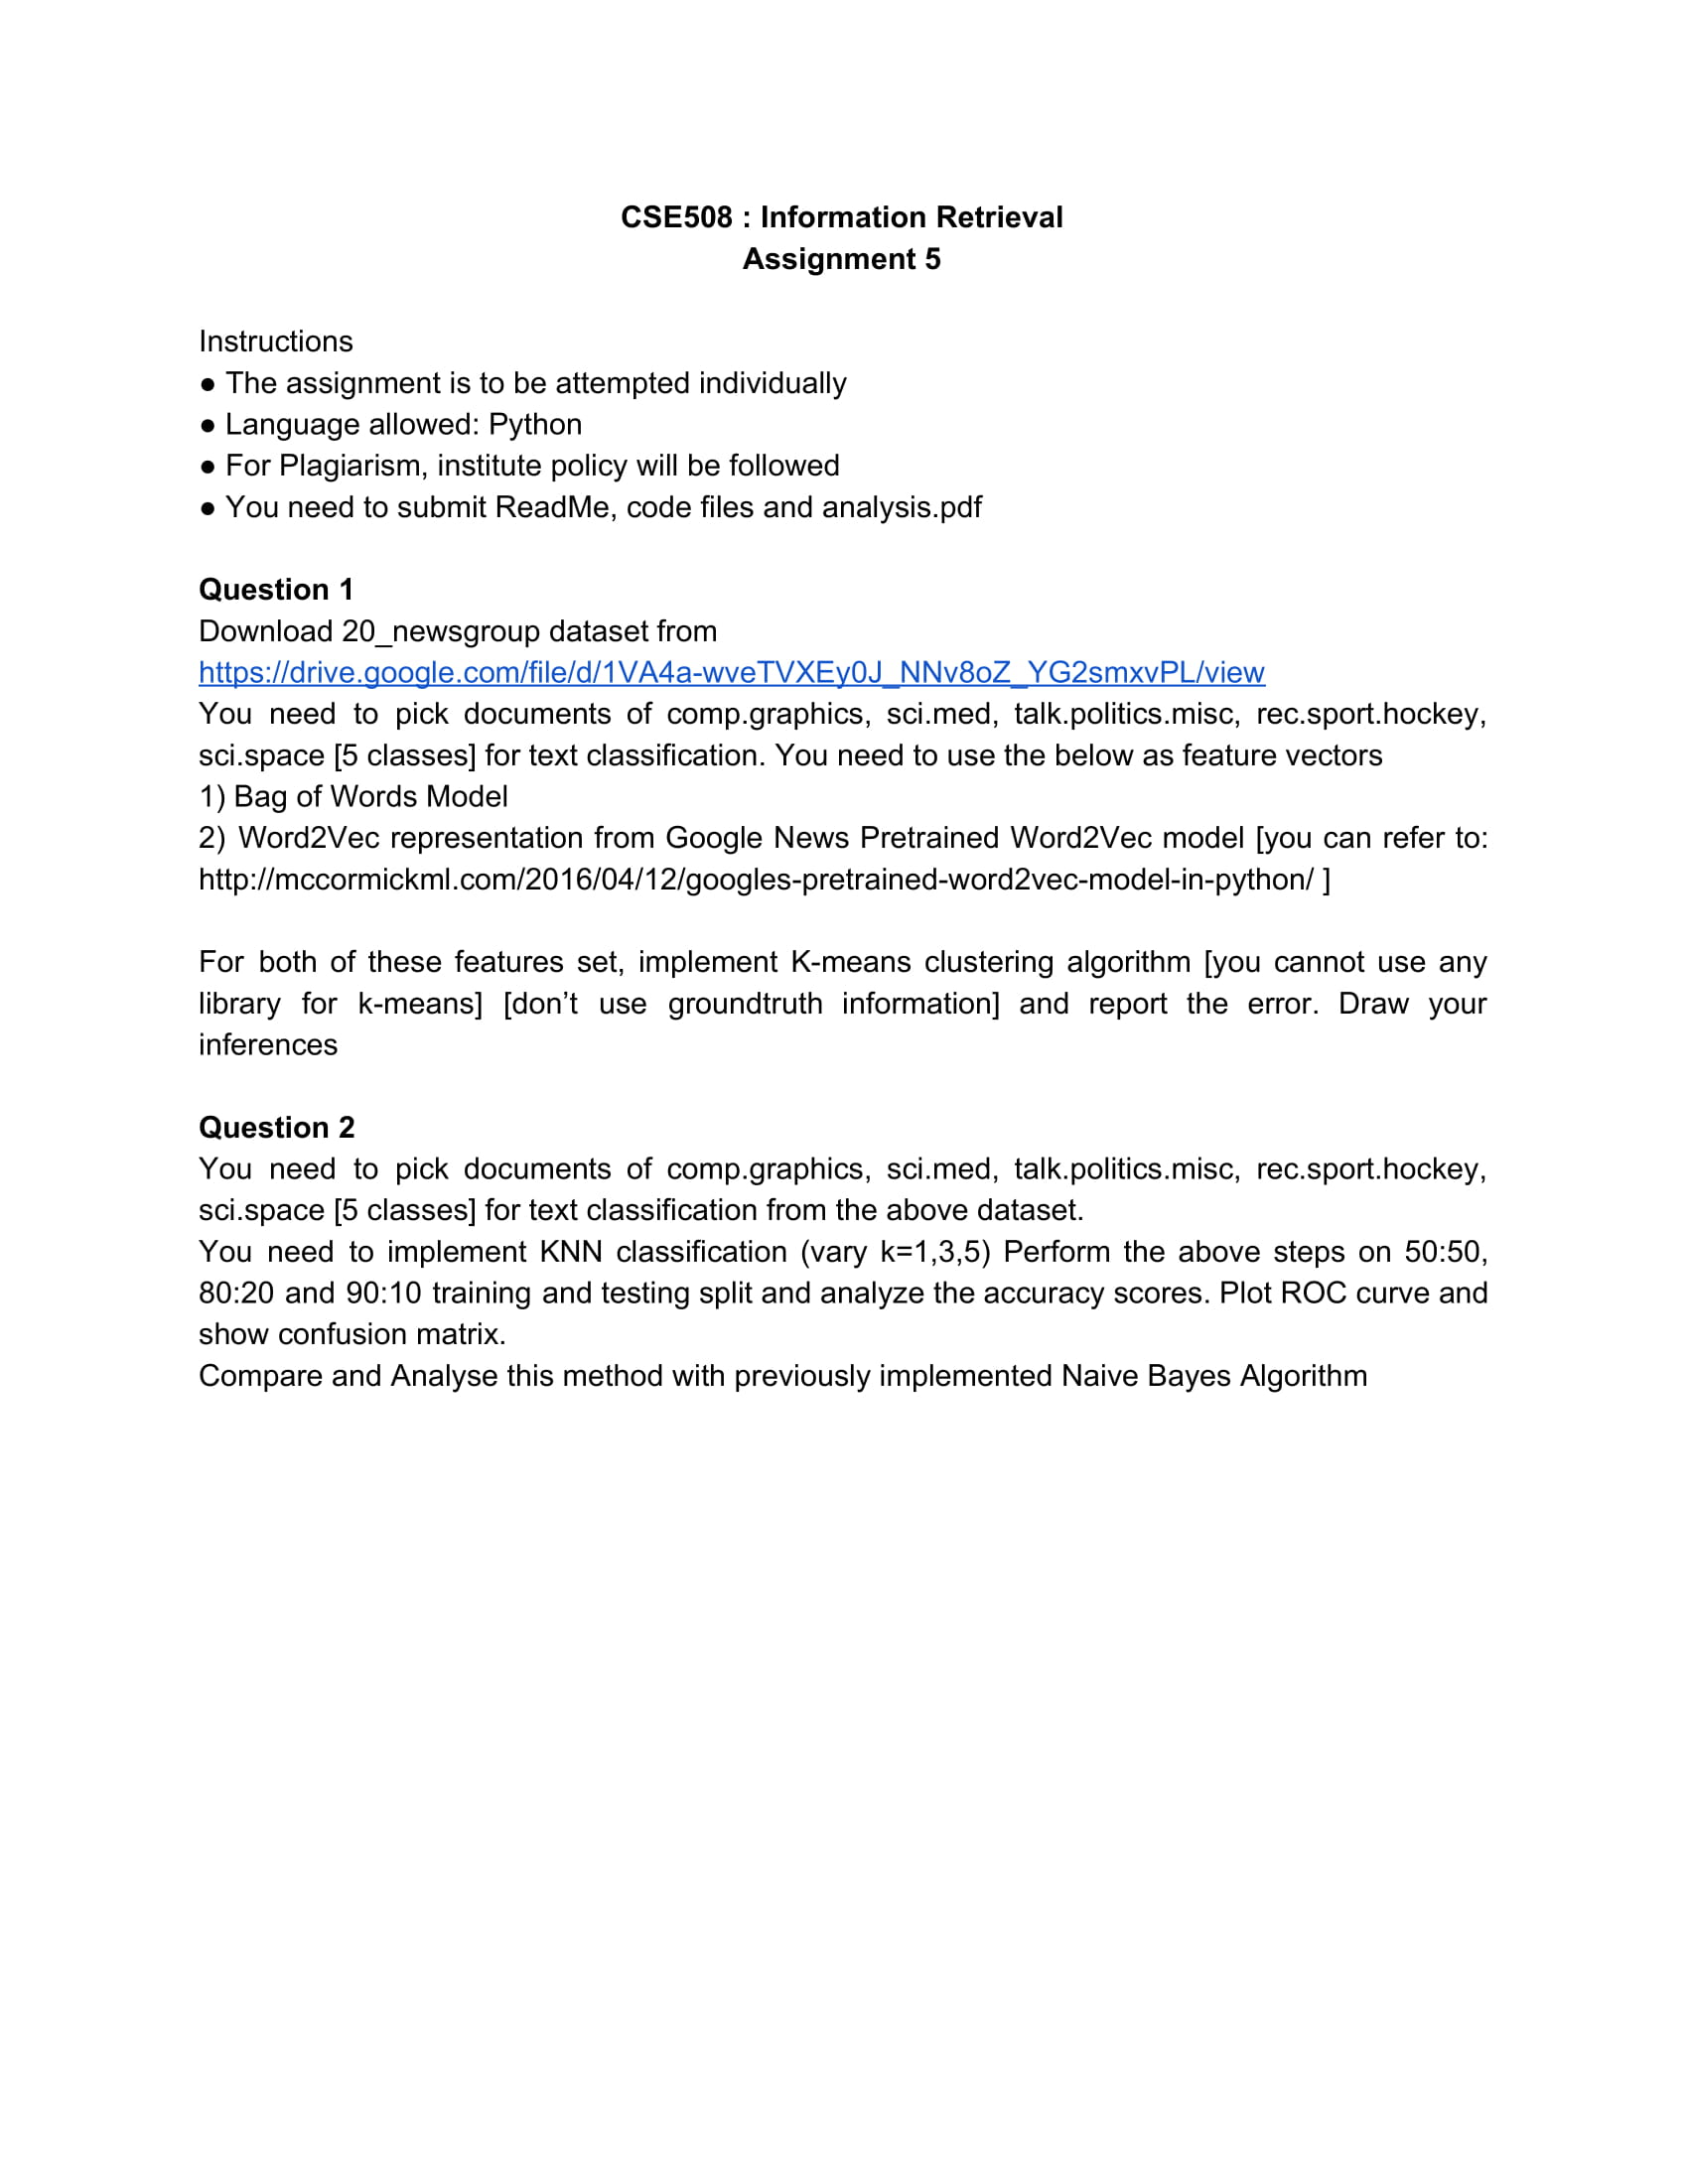 CSE508 : Information Retrieval
Assignment 5
Instructions
● The assignment is to be attempted individually
● Language allowed: Python
● For Plagiarism, institute policy will be followed
● You need to submit ReadMe, code files and analysis.pdf
Question 1
Download 20_newsgroup dataset from
https://drive.google.com/file/d/1VA4a-wveTVXEy0J_NNv8oZ_YG2smxvPL/view
You need to pick documents of comp.graphics, sci.med, talk.politics.misc, rec.sport.hockey,
sci.space [5 classes] for text classification. You need to use the below as feature vectors
1) Bag of Words Model
2) Word2Vec representation from Google News Pretrained Word2Vec model [you can refer to:
http://mccormickml.com/2016/04/12/googles-pretrained-word2vec-model-in-python/ ]
For both of these features set, implement K-means clustering algorithm [you cannot use any
library for k-means] [don’t use groundtruth information] and report the error. Draw your
inferences
Question 2
You need to pick documents of comp.graphics, sci.med, talk.politics.misc, rec.sport.hockey,
sci.space [5 classes] for text classification from the above dataset.
You need to implement KNN classification (vary k=1,3,5) Perform the above steps on 50:50,
80:20 and 90:10 training and testing split and analyze the accuracy scores. Plot ROC curve and
show confusion matrix.
Compare and Analyse this method with previously implemented Naive Bayes Algorithm